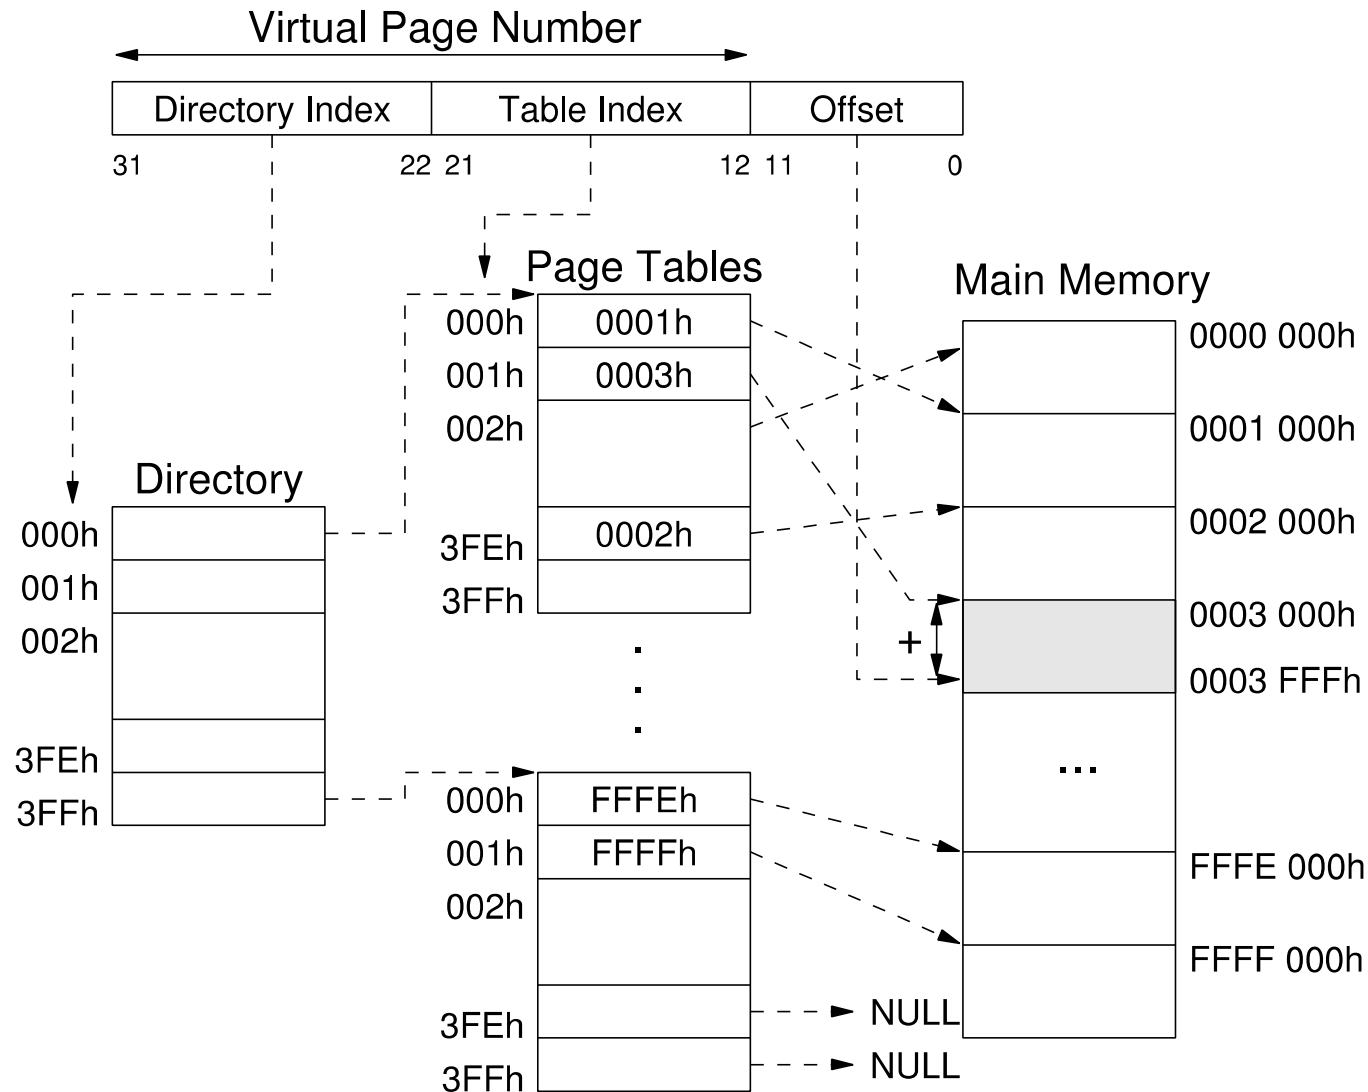 Virtual Page Number
Directory Index Table Index Offset
31 22 21 12 11 0
Page Tables
Main Memory
Directory
000h
001h
002h
3FEh
3FFh
000h 0001h
001h 0003h
002h
3FEh 0002h
3FFh
.
.
.
000h FFFEh
001h FFFFh
002h
3FEh
3FFh
NULL
NULL
+
0000 000h
0001 000h
0002 000h
0003 000h
0003 FFFh
...
FFFE 000h
FFFF 000h